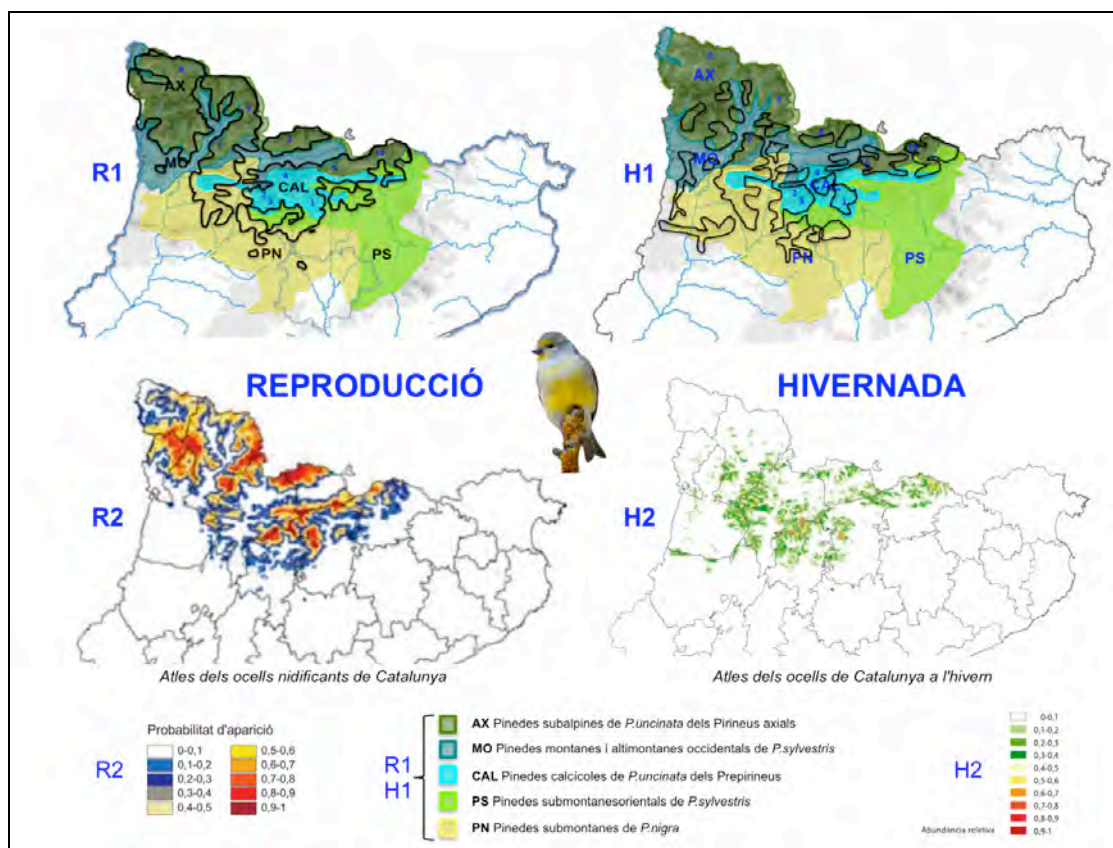 AX
MO
R1
CAL
PN
PS
AX
MO
H1
CAL
PN
PS
REPRODUCCIÓ
HIVERNADA
R2
H2
Atles dels ocells nidificants de Catalunya
Atles dels ocells de Catalunya a l'hivern
Probabilitat d'aparició
R2
0-0,1
0,1-0,2
0,2-0,3
0,3-0,4
0,4-0,5
0,5-0,6
0,6-0,7
0,7-0,8
0,8-0,9
0,9-1
R1
H1
AX Pinedes subalpines de P.uncinata dels Pirineus axials
MO Pinedes montanes i altimontanes occidentals de P.sylvestris
CAL Pinedes calcicoles de P.uncinata dels Prepirineus
PS Pinedes submontanesorientals de P.sylvestris
PN Pinedes submontanes de P.nigra
H2
0-0,1
0,1-0,2
0,2-0,3
0,3-0,4
0,4-0,5
0,5-0,6
0,6-0,7
0,7-0,8
0,8-0,9
0,9-1
Abundància relativa